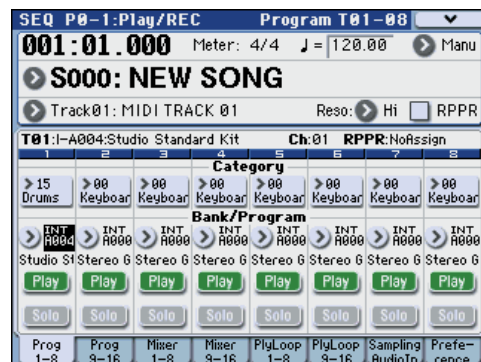 SEQ P0-1:Play/REC Program T01-08
001:01.000 Meter: 4/4 ♩= 120.00 Manu
S000: NEW SONG
Track01: MIDI TRACK 01 Reso: Hi RPPR
T01:I-A004:Studio Standard Kit Ch:01 RPPR:NoAssign
1 2 3 4 5 6 7 8
Category
>15 >00 >00 >00 >00 >00 >00 >00
Drums Keyboar Keyboar Keyboar Keyboar Keyboar Keyboar Keyboar
Bank/Program
INT INT INT INT INT INT INT INT
A004 A000 A000 A000 A000 A000 A000 A000
Studio St Stereo G Stereo G Stereo G Stereo G Stereo G Stereo G Stereo G
Play Play Play Play Play Play Play Play
Solo Solo Solo Solo Solo Solo Solo Solo
Prog Prog Mixer Mixer PlyLoop PlyLoop Sampling Prefe-
1-8 9-16 1-8 9-16 1-8 9-16 AudioIn cence